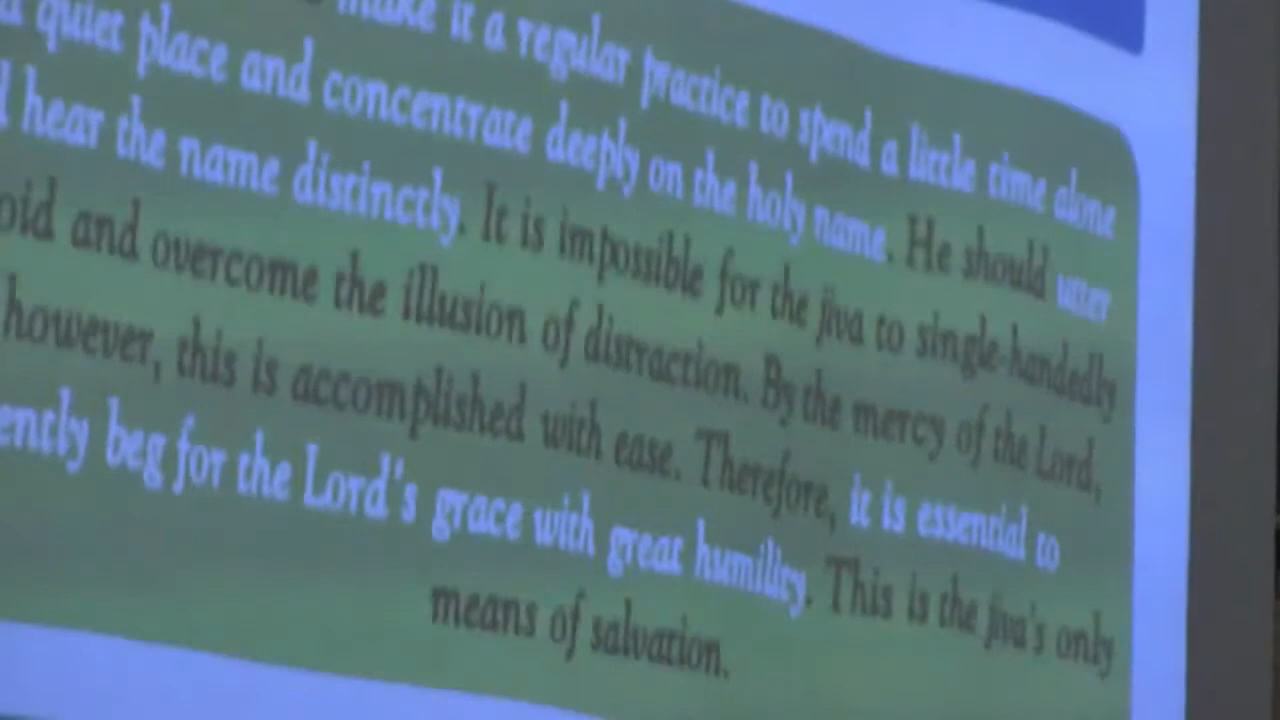 make it a regular practice to spend a little time alone
quiet place and concentrate deeply on the holy name. He should utter
hear the name distinctly. It is impossible for the jiva to single-handedly
oid and overcome the illusion of distraction. By the mercy of the Lord,
however, this is accomplished with ease. Therefore, it is essential to
ently beg for the Lord's grace with great humility. This is the jiva's only
means of salvation.